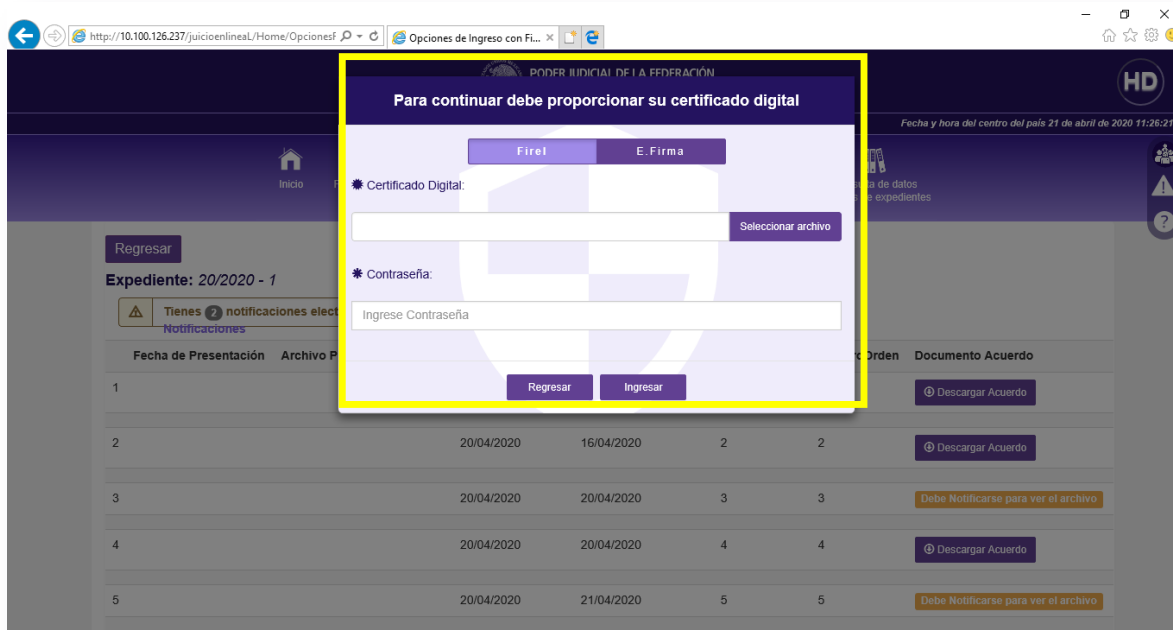 http://10.100.126.237/juicioenlineaL/Home/OpcionesF
Opciones de Ingreso con Fi...
PODER JUDICIAL DE LA FEDERACIÓN
HD
Para continuar debe proporcionar su certificado digital
Fecha y hora del centro del país 21 de abril de 2020 11:26:21
Firel E.Firma
Inicio
de datos
de expedientes
Certificado Digital:
Seleccionar archivo
Regresar
Expediente: 20/2020 - 1
Contraseña:
Tienes 2 notificaciones elect
Notificaciones
Ingrese Contraseña
Fecha de Presentación Archivo P Orden Documento Acuerdo
Regresar Ingresar
1 Descargar Acuerdo
2 20/04/2020 16/04/2020 2 2 Descargar Acuerdo
3 20/04/2020 20/04/2020 3 3 Debe Notificarse para ver el archivo
4 20/04/2020 20/04/2020 4 4 Descargar Acuerdo
5 20/04/2020 21/04/2020 5 5 Debe Notificarse para ver el archivo